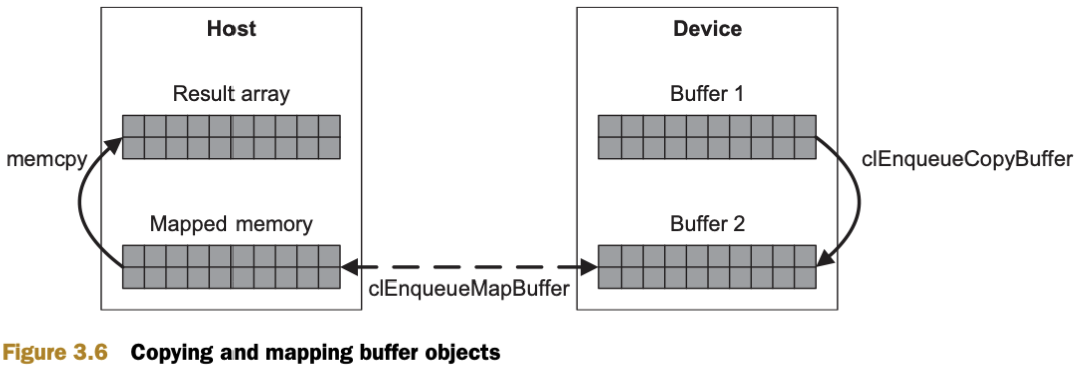 Host
Device
Result array
Buffer 1
memcpy
clEnqueueCopyBuffer
Mapped memory
Buffer 2
clEnqueueMapBuffer
Figure 3.6 Copying and mapping buffer objects